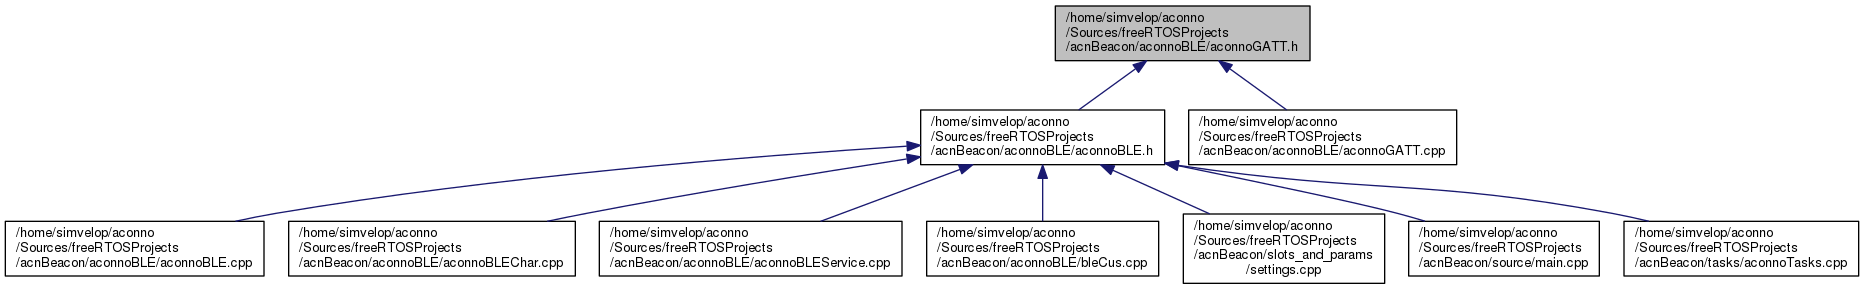 /home/simvelop/aconno
/Sources/freeRTOSProjects
/acnBeacon/aconnoBLE/aconnoGATT.h
/home/simvelop/aconno
/Sources/freeRTOSProjects
/acnBeacon/aconnoBLE/aconnoBLE.h
/home/simvelop/aconno
/Sources/freeRTOSProjects
/acnBeacon/aconnoBLE/aconnoGATT.cpp
/home/simvelop/aconno
/Sources/freeRTOSProjects
/acnBeacon/aconnoBLE/aconnoBLE.cpp
/home/simvelop/aconno
/Sources/freeRTOSProjects
/acnBeacon/aconnoBLE/aconnoBLEChar.cpp
/home/simvelop/aconno
/Sources/freeRTOSProjects
/acnBeacon/aconnoBLE/aconnoBLEService.cpp
/home/simvelop/aconno
/Sources/freeRTOSProjects
/acnBeacon/aconnoBLE/bleCus.cpp
/home/simvelop/aconno
/Sources/freeRTOSProjects
/acnBeacon/slots_and_params
/settings.cpp
/home/simvelop/aconno
/Sources/freeRTOSProjects
/acnBeacon/source/main.cpp
/home/simvelop/aconno
/Sources/freeRTOSProjects
/acnBeacon/tasks/aconnoTasks.cpp